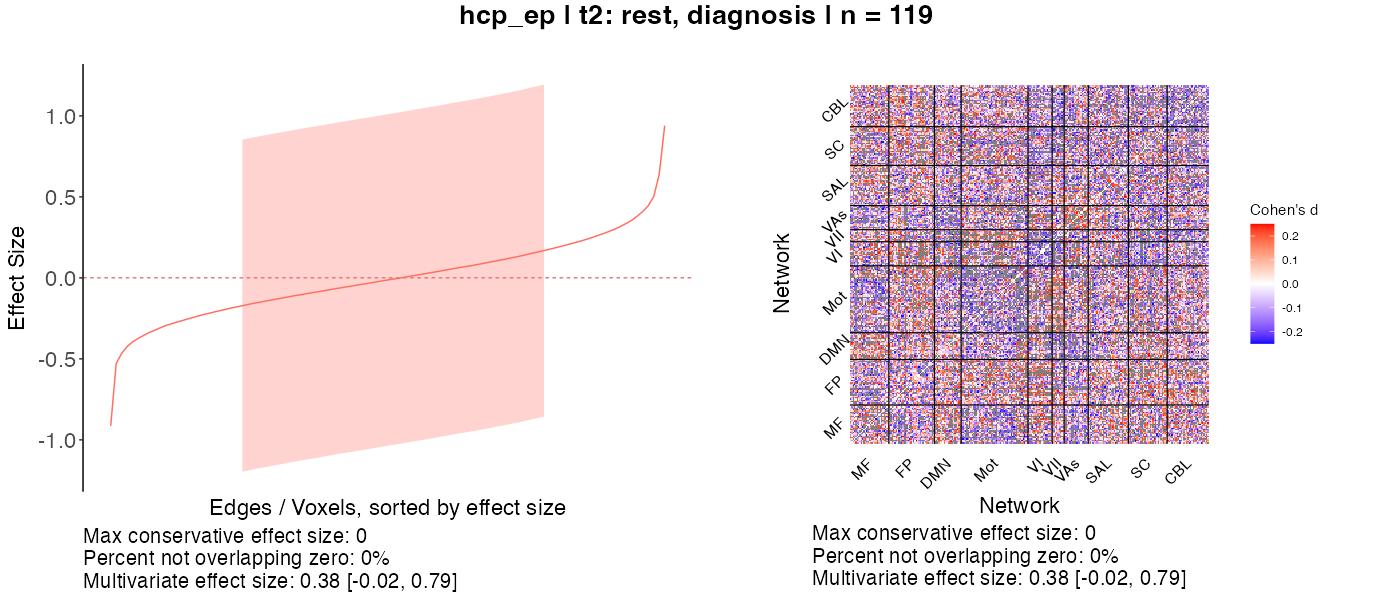 hcp_ep | t2: rest, diagnosis | n = 119
Effect Size
1.0
0.5
0.0
-0.5
-1.0
Edges / Voxels, sorted by effect size
Max conservative effect size: 0
Percent not overlapping zero: 0%
Multivariate effect size: 0.38 [-0.02, 0.79]
Network
CBL
SC
SAL
VAs
VII
VI
Mot
DMN
FP
MF
MF
FP
DMN
Mot
VI
VII
VAs
SAL
SC
CBL
Network
Max conservative effect size: 0
Percent not overlapping zero: 0%
Multivariate effect size: 0.38 [-0.02, 0.79]
Cohen's d
0.2
0.1
0.0
-0.1
-0.2